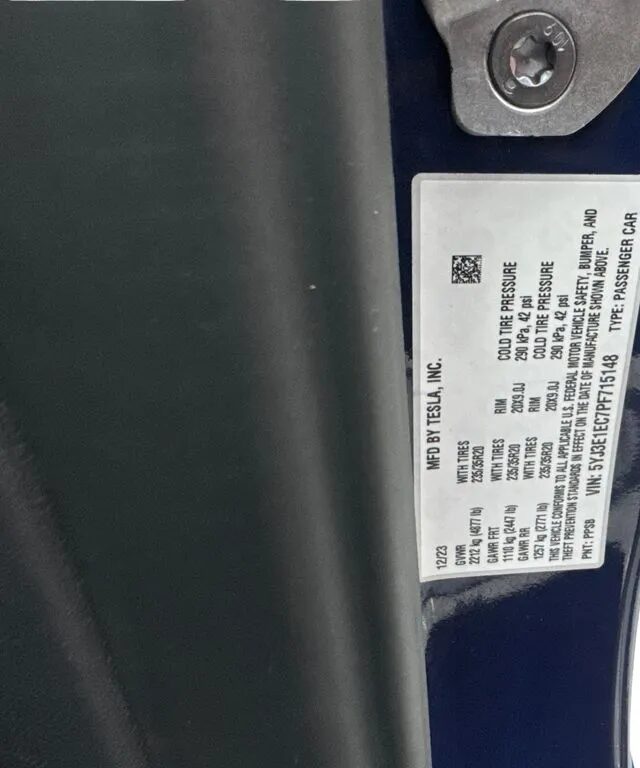 MFD BY TESLA, INC.
12/23
GVWR WITH TIRES RIM COLD TIRE PRESSURE
2212 kg (4877 lb) 235/35R20 20X9.0J 290 kPa, 42 psi
GAWR FRT WITH TIRES RIM COLD TIRE PRESSURE
1110 kg (2447 lb) 235/35R20 20X9.0J 290 kPa, 42 psi
GAWR RR
1257 kg (2771 lb) 235/35R20
THIS VEHICLE CONFORMS TO ALL APPLICABLE U.S. FEDERAL MOTOR VEHICLE SAFETY, BUMPER, AND
THEFT PREVENTION STANDARDS IN EFFECT ON THE DATE OF MANUFACTURE SHOWN ABOVE.
PNT: PPSB VIN: 5YJ3E1EC7PF715148 TYPE: PASSENGER CAR